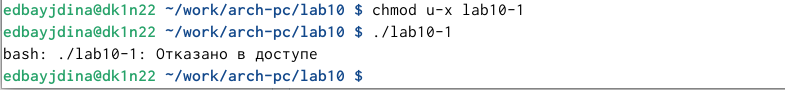 edbayjdina@dk1n22 ~/work/arch-pc/lab10 $ chmod u-x lab10-1
edbayjdina@dk1n22 ~/work/arch-pc/lab10 $ ./lab10-1
bash: ./lab10-1: Отказано в доступе
edbayjdina@dk1n22 ~/work/arch-pc/lab10 $